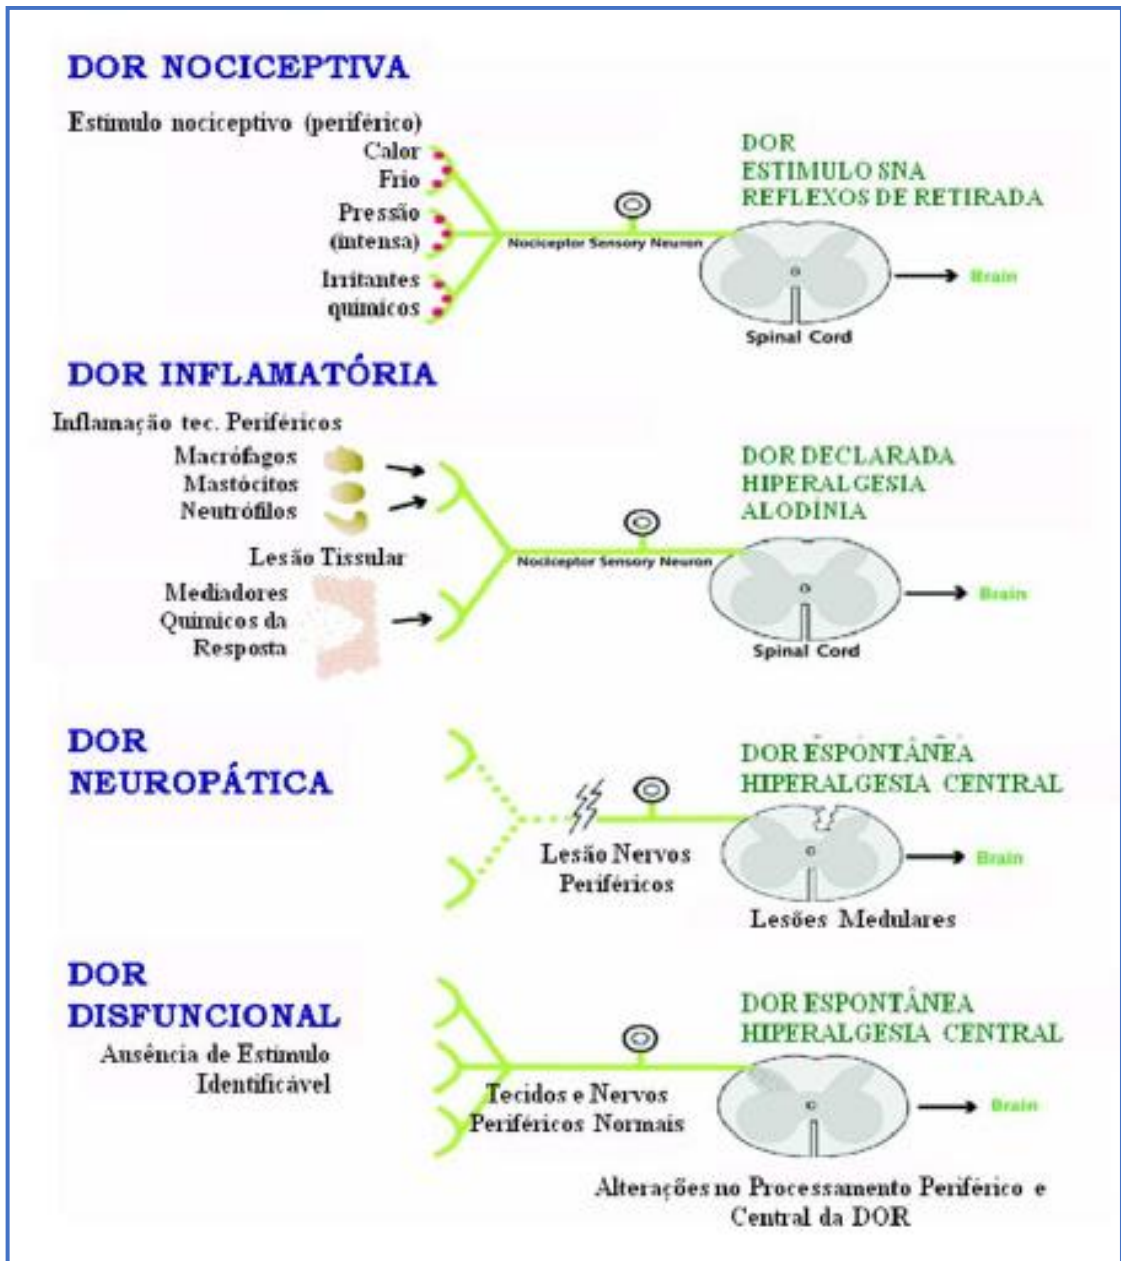 DOR NOCICEPTIVA
Estímulo nociceptivo (periférico)
Calor
Frio
Pressão
(intensa)
Irritantes
químicos
Nociceptor Sensory Neuron
DOR
ESTIMULO SNA
REFLEXOS DE RETIRADA
Brain
Spinal Cord
DOR INFLAMATÓRIA
Inflamação tec. Periféricos
Macrófagos
Mastócitos
Neutrófilos
Lesão Tissular
Mediadores
Químicos da
Resposta
Nociceptor Sensory Neuron
DOR DECLARADA
HIPERALGESIA
ALODÍNIA
Brain
Spinal Cord
DOR
NEUROPÁTICA
Lesão Nervos
Periféricos
DOR ESPONTÂNEA
HIPERALGESIA CENTRAL
Brain
Lesões Medulares
DOR
DISFUNCIONAL
Ausência de Estímulo
Identificável
Tecidos e Nervos
Periféricos Normais
DOR ESPONTÂNEA
HIPERALGESIA CENTRAL
Brain
Alterações no Processamento Periférico e
Central da DOR